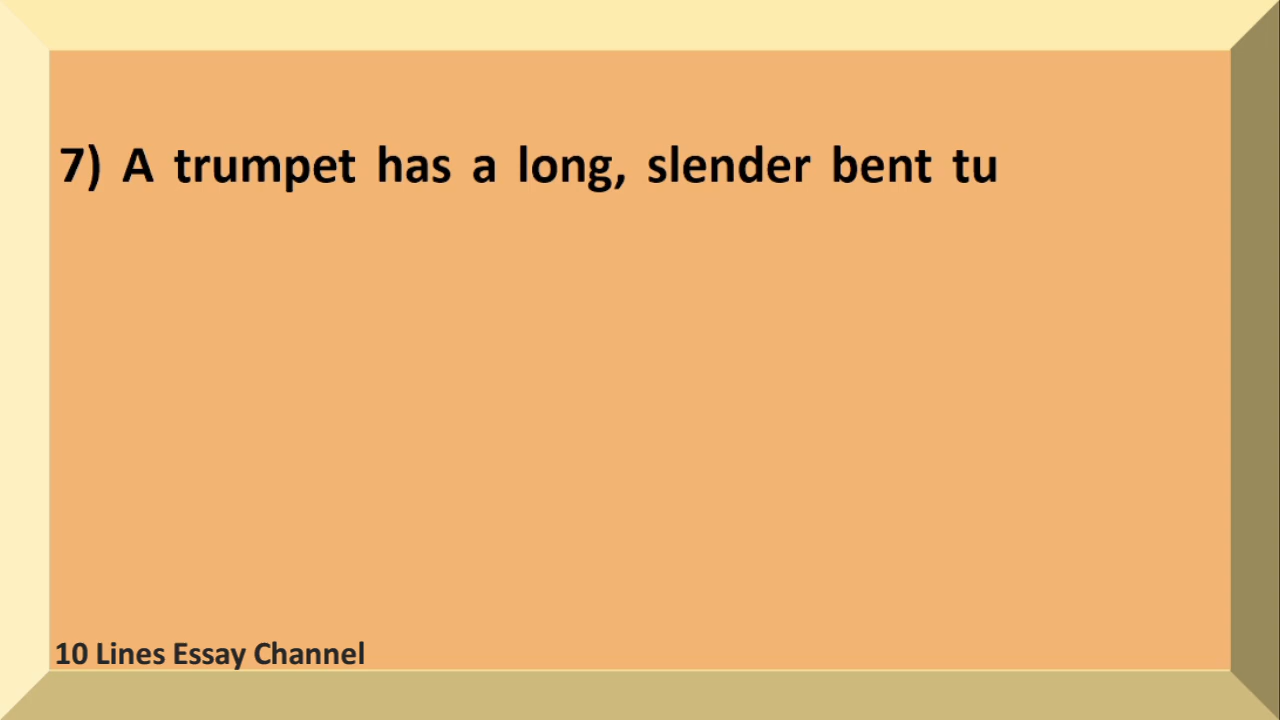 7) A trumpet has a long, slender bent tu
10 Lines Essay Channel